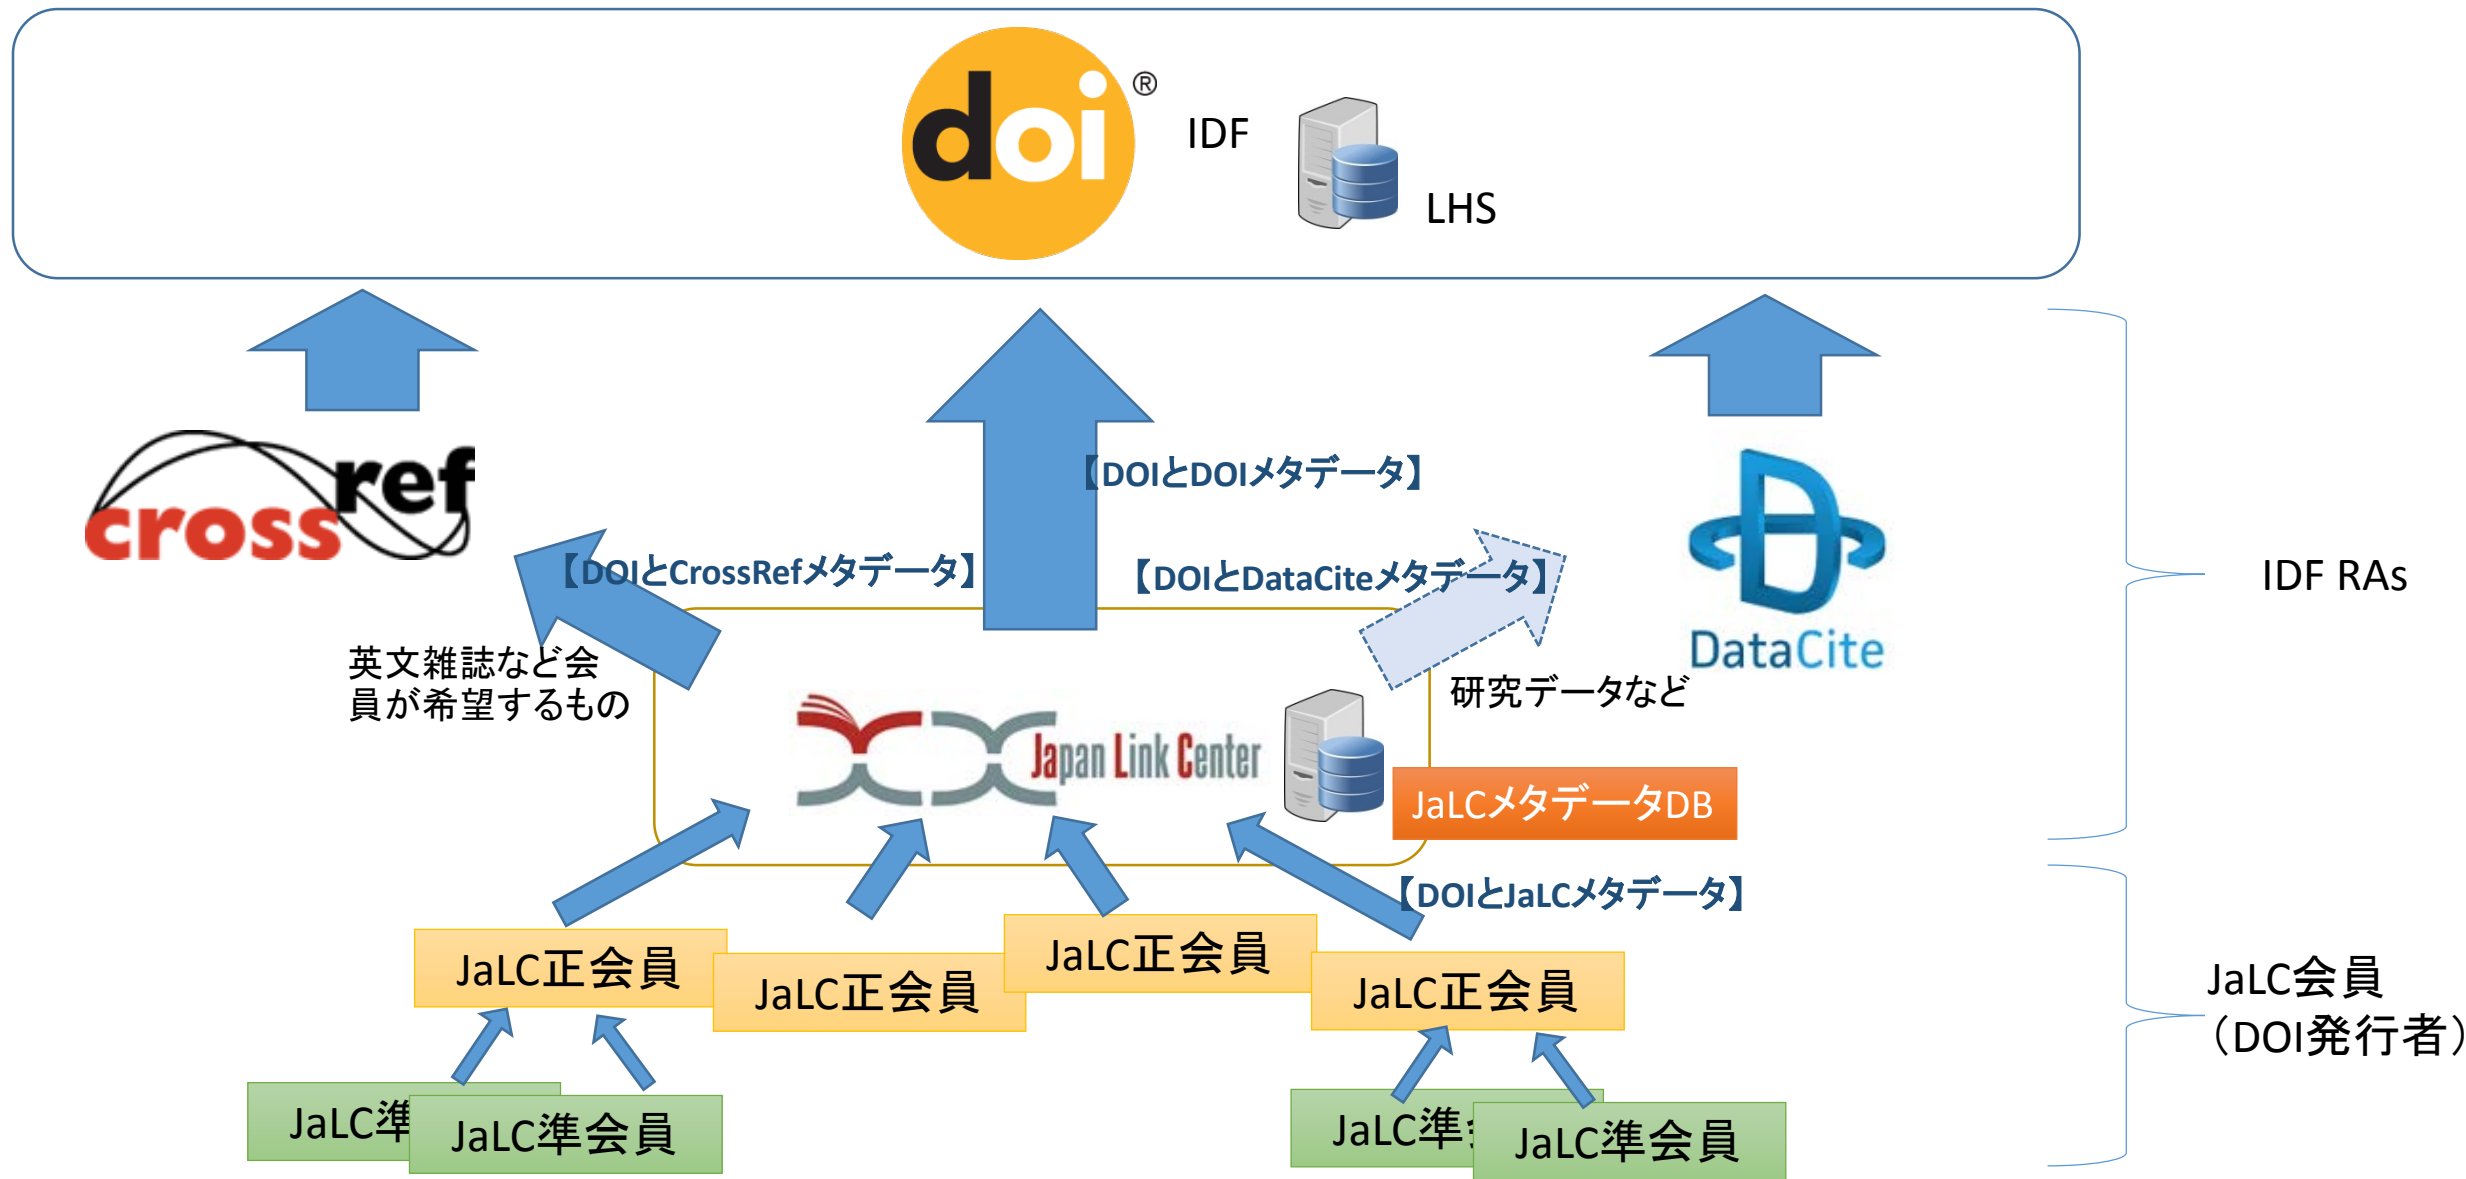 doi®
IDF
LHS
crossref
【DOIとDOIメタデータ】
【DOIとCrossRefメタデータ】
【DOIとDataCiteメタデータ】
DataCite
IDF RAs
英文雑誌など会
員が希望するもの
研究データなど
Japan Link Center
JaLCメタデータDB
【DOIとJaLCメタデータ】
JaLC正会員
JaLC正会員
JaLC正会員
JaLC正会員
JaLC会員
（DOI発行者）
JaLC準
JaLC準会員
JaLC準
JaLC準会員